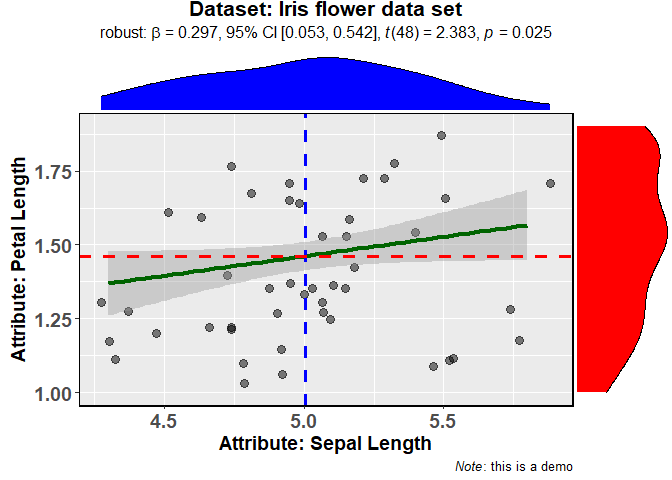 Dataset: Iris flower data set
robust: β = 0.297, 95% CI [0.053, 0.542], t(48) = 2.383, p = 0.025
Attribute: Petal Length
1.75
1.50
1.25
1.00
4.5 5.0 5.5
Attribute: Sepal Length
Note: this is a demo